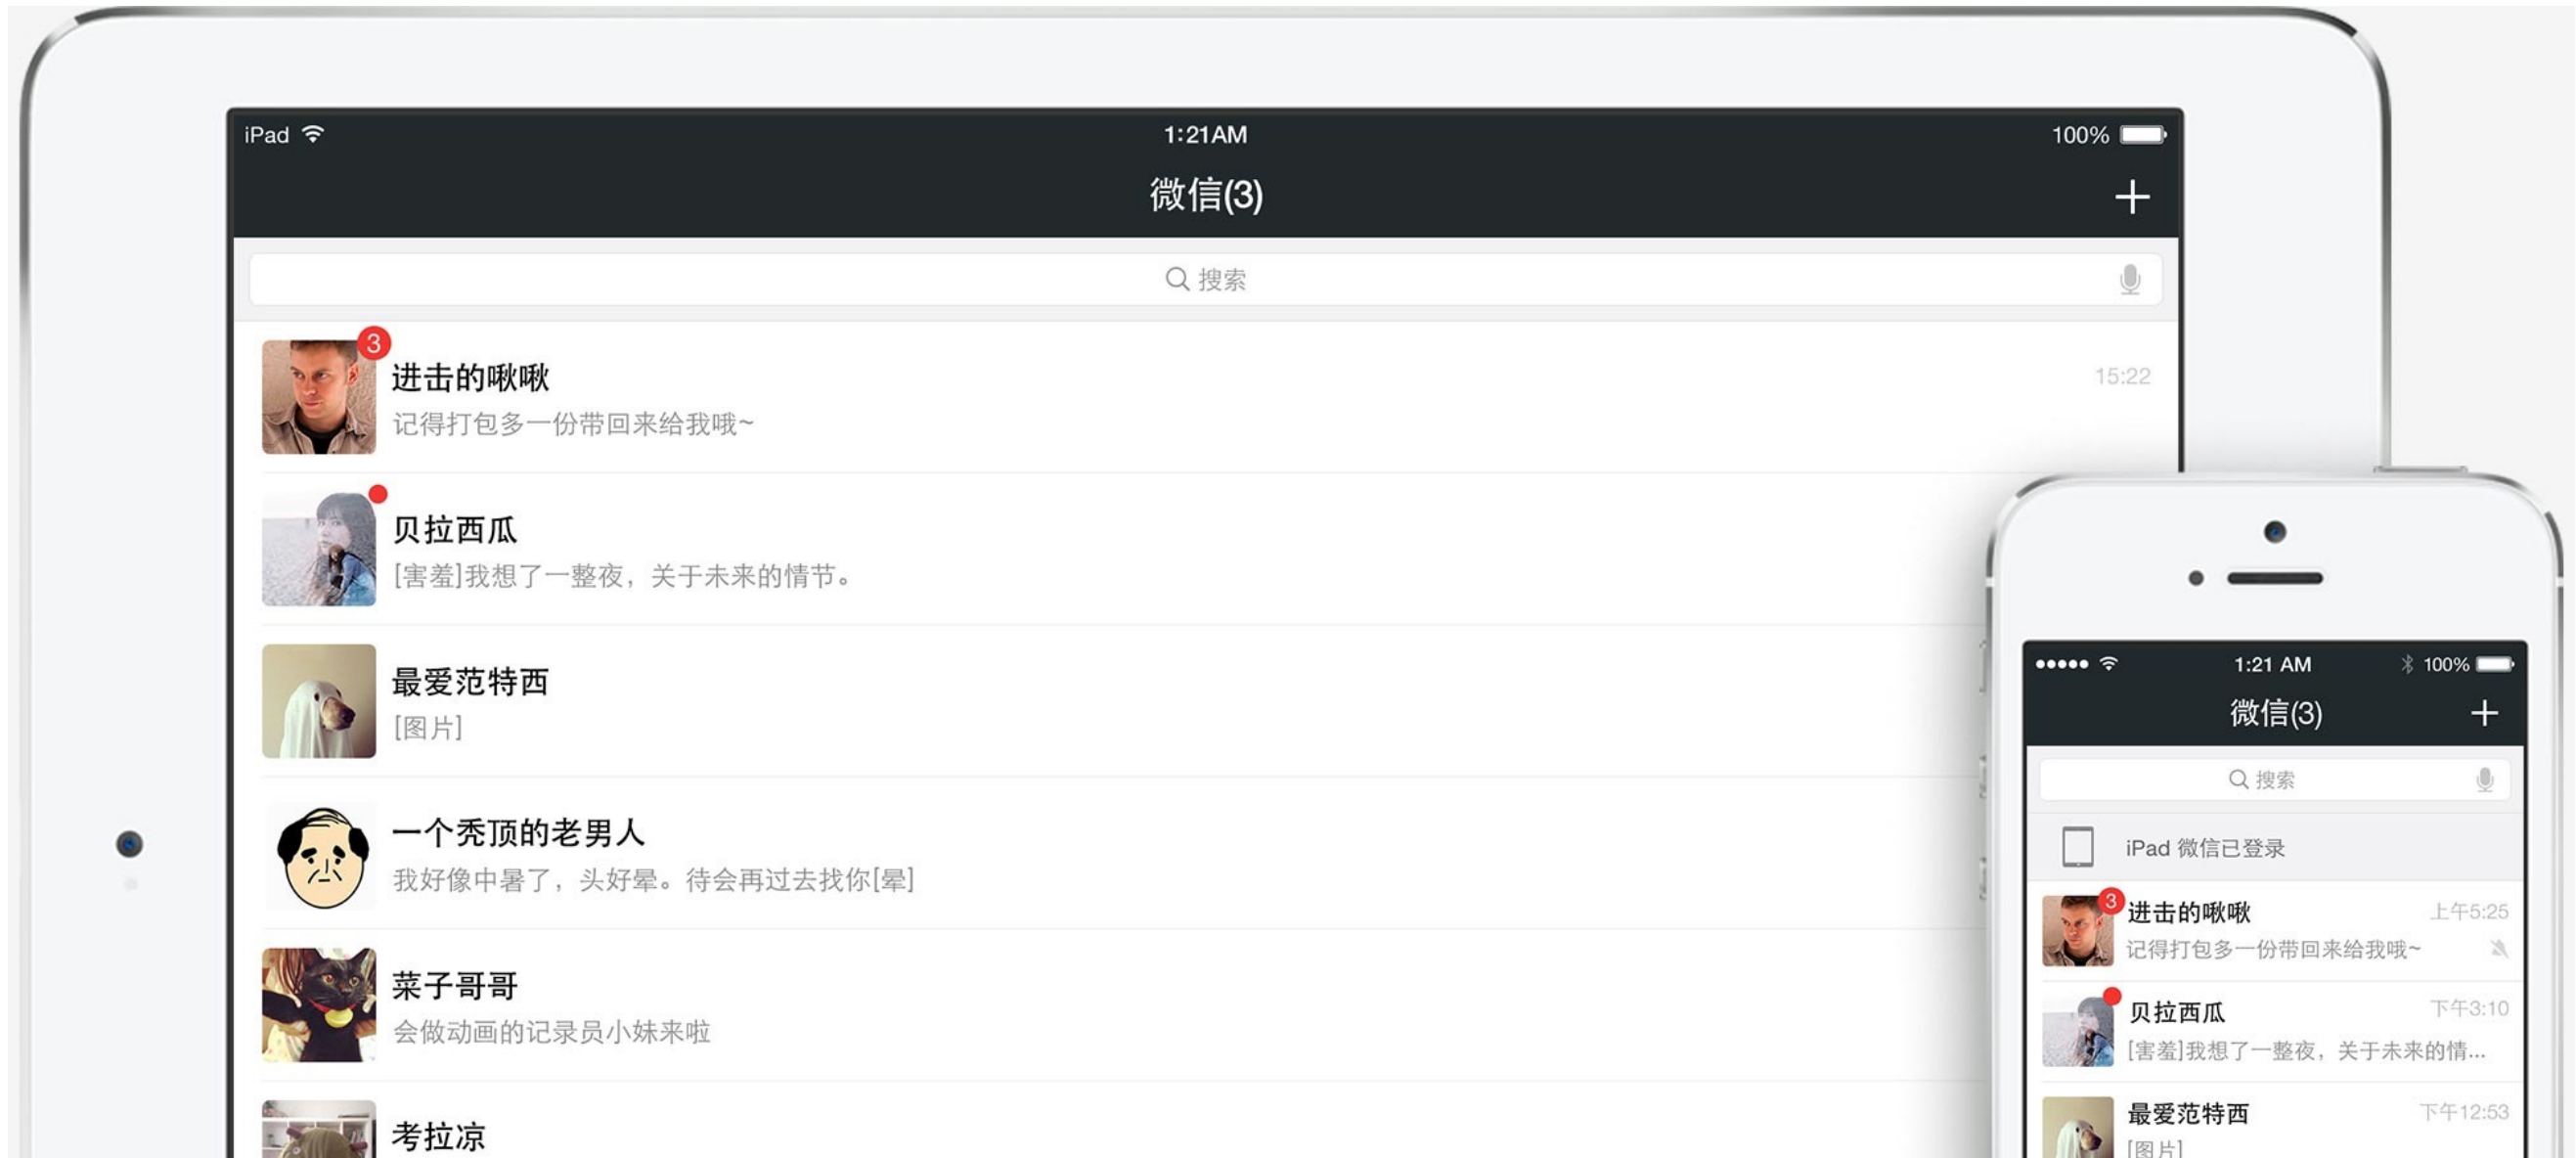 iPad 1:21AM 100%
微信(3)
搜索
3
进击的啾啾 15:22
记得打包多一份带回来给我哦~
贝拉西瓜
[害羞]我想了一整夜，关于未来的情节。
最爱范特西
[图片]
一个秃顶的老男人
我好像中暑了，头好晕。待会再过去找你[晕]
菜子哥哥
会做动画的记录员小妹来啦
考拉凉
1:21 AM 100%
微信(3)
搜索
iPad 微信已登录
3
进击的啾啾 上午5:25
记得打包多一份带回来给我哦~
贝拉西瓜 下午3:10
[害羞]我想了一整夜，关于未来的情...
最爱范特西 下午12:53
[图片]